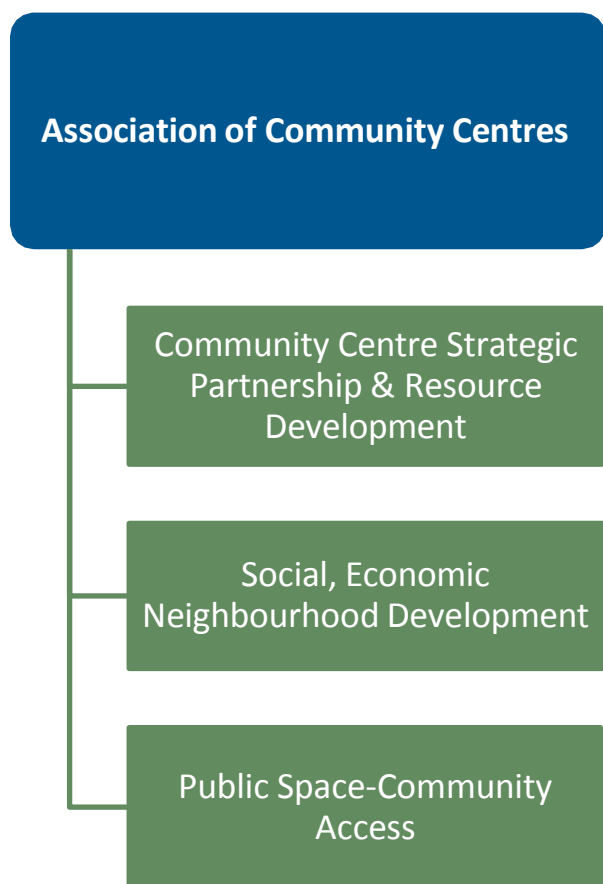 Association of Community Centres
Community Centre Strategic
Partnership & Resource
Development
Social, Economic
Neighbourhood Development
Public Space-Community
Access